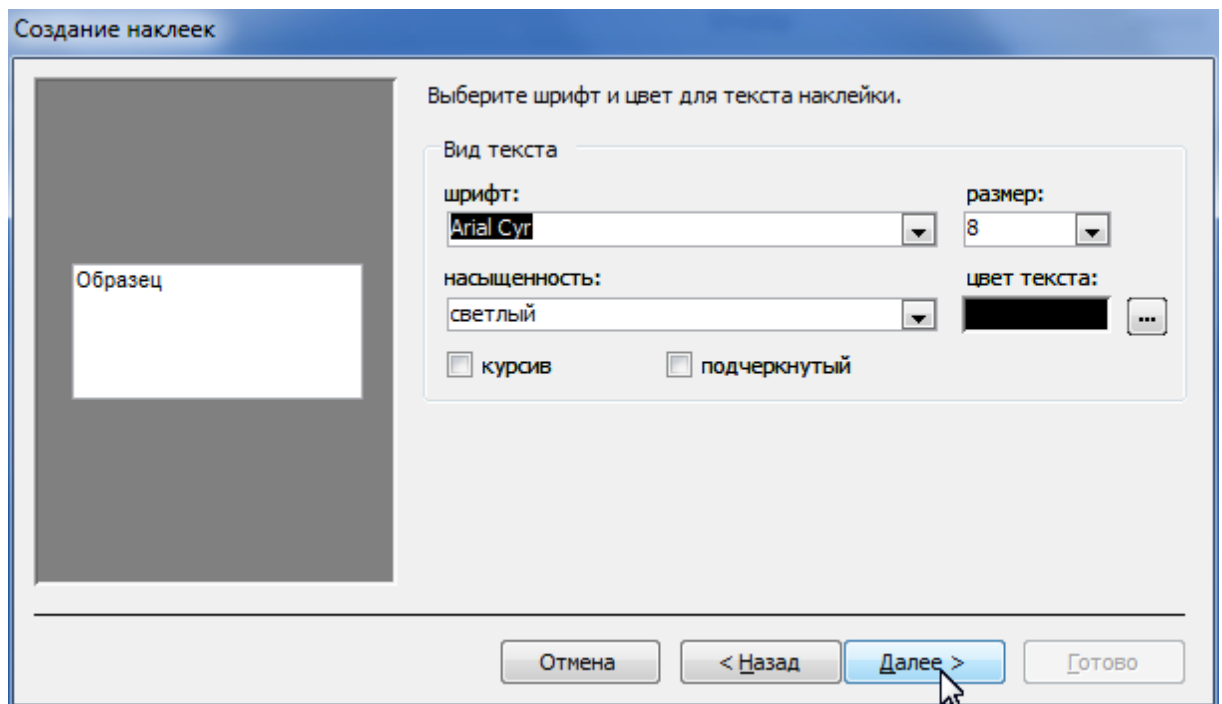 Создание наклеек
Выберите шрифт и цвет для текста наклейки.
Вид текста
шрифт: размер:
Arial Cyr 8
Образец
насыщенность: цвет текста:
светлый ...
курсив подчеркнутый
Отмена < Назад Далее > Готово